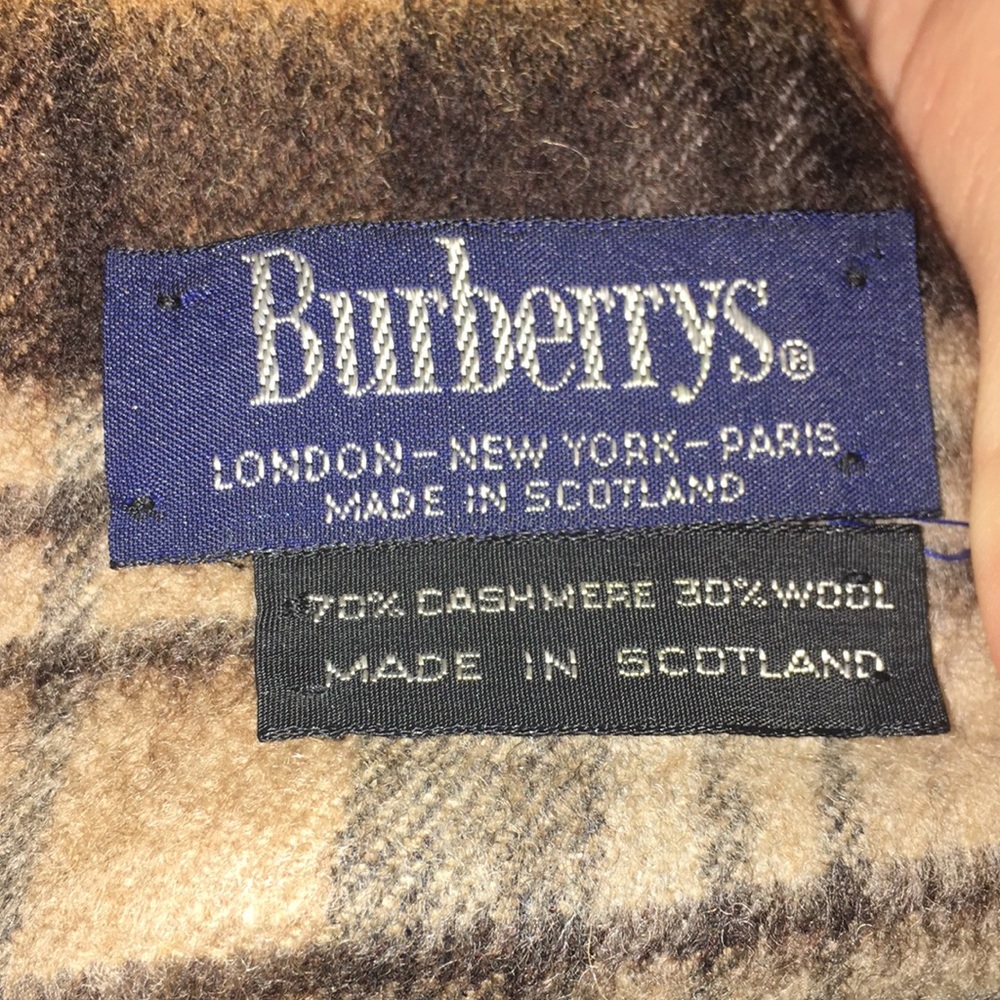 Burberrys®
LONDON-NEW YORK-PARIS
MADE IN SCOTLAND
70% CASHMERE 30% WOOL
MADE IN SCOTLAND